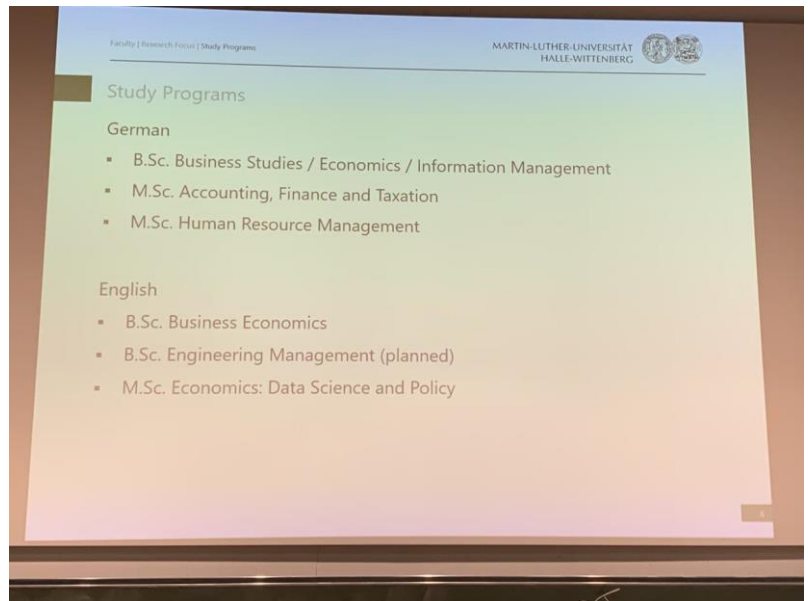 Faculty | Research Focus | Study Programs
MARTIN-LUTHER-UNIVERSITÄT
HALLE-WITTENBERG
Study Programs
German
▪ B.Sc. Business Studies / Economics / Information Management
▪ M.Sc. Accounting, Finance and Taxation
▪ M.Sc. Human Resource Management
English
▪ B.Sc. Business Economics
▪ B.Sc. Engineering Management (planned)
▪ M.Sc. Economics: Data Science and Policy